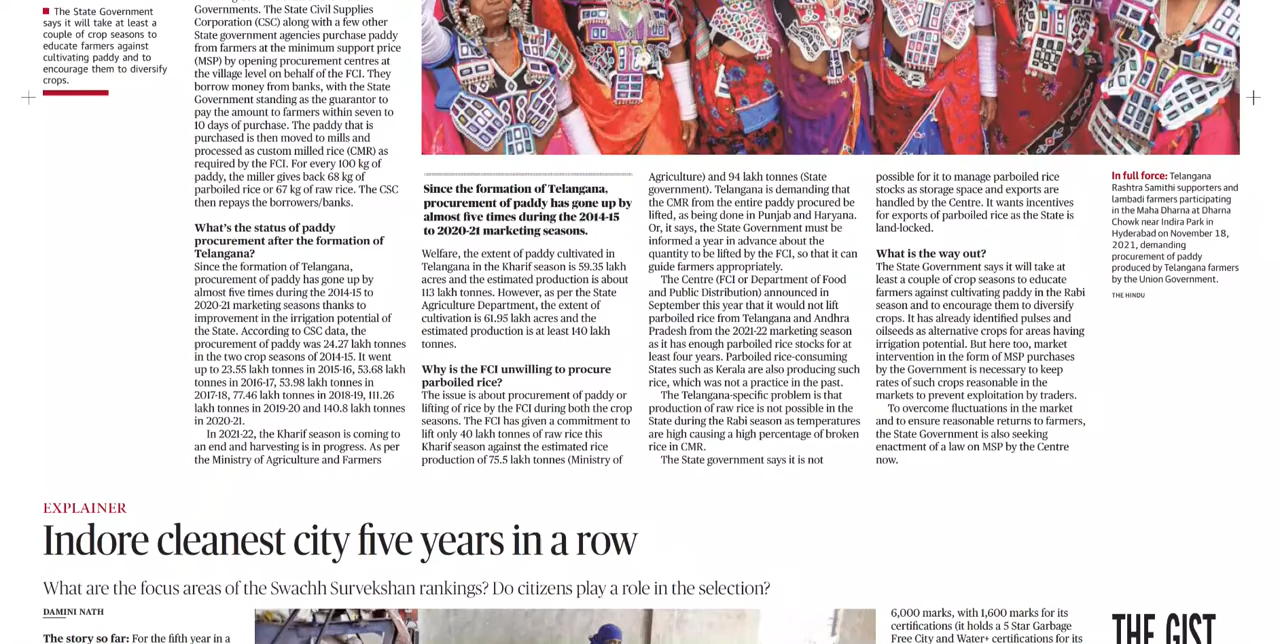 The State Government
says it will take at least a
couple of crop seasons to
educate farmers against
cultivating paddy and to
encourage them to diversify
crops.
Governments. The State Civil Supplies
Corporation (CSC) along with a few other
State government agencies purchase paddy
from farmers at the minimum support price
(MSP) by opening procurement centres at
the village level on behalf of the FCI. They
borrow money from banks, with the State
Government standing as the guarantor to
pay the amount to farmers within seven to
10 days of purchase. The paddy that is
purchased is then moved to mills and
processed as custom milled rice (CMR) as
required by the FCI. For every 100 kg of
paddy, the miller gives back 68 kg of
parboiled rice or 67 kg of raw rice. The CSC
then repays the borrowers/banks.
What's the status of paddy
procurement after the formation of
Telangana?
Since the formation of Telangana,
procurement of paddy has gone up by
almost five times during the 2014-15 to
2020-21 marketing seasons thanks to
improvement in the irrigation potential of
the State. According to CSC data, the
procurement of paddy was 24.27 lakh tonnes
in the two crop seasons of 2014-15. It went
up to 23.55 lakh tonnes in 2015-16, 53.68 lakh
tonnes in 2016-17, 53.98 lakh tonnes in
2017-18, 77.46 lakh tonnes in 2018-19, 111.26
lakh tonnes in 2019-20 and 140.8 lakh tonnes
in 2020-21.
In 2021-22, the Kharif season is coming to
an end and harvesting is in progress. As per
the Ministry of Agriculture and Farmers
Since the formation of Telangana,
procurement of paddy has gone up by
almost five times during the 2014-15
to 2020-21 marketing seasons.
Welfare, the extent of paddy cultivated in
Telangana in the Kharif season is 59.35 lakh
acres and the estimated production is about
113 lakh tonnes. However, as per the State
Agriculture Department, the extent of
cultivation is 61.95 lakh acres and the
estimated production is at least 140 lakh
tonnes.
Why is the FCI unwilling to procure
parboiled rice?
The issue is about procurement of paddy or
lifting of rice by the FCI during both the crop
seasons. The FCI has given a commitment to
lift only 40 lakh tonnes of raw rice this
Kharif season against the estimated rice
production of 75.5 lakh tonnes (Ministry of
Agriculture) and 94 lakh tonnes (State
government). Telangana is demanding that
the CMR from the entire paddy procured be
lifted, as being done in Punjab and Haryana.
Or, it says, the State Government must be
informed a year in advance about the
quantity to be lifted by the FCI, so that it can
guide farmers appropriately.
The Centre (FCI or Department of Food
and Public Distribution) announced in
September this year that it would not lift
parboiled rice from Telangana and Andhra
Pradesh from the 2021-22 marketing season
as it has enough parboiled rice stocks for at
least four years. Parboiled rice-consuming
States such as Kerala are also producing such
rice, which was not a practice in the past.
The Telangana-specific problem is that
production of raw rice is not possible in the
State during the Rabi season as temperatures
are high causing a high percentage of broken
rice in CMR.
The State government says it is not
possible for it to manage parboiled rice
stocks as storage space and exports are
handled by the Centre. It wants incentives
for exports of parboiled rice as the State is
land-locked.
What is the way out?
The State Government says it will take at
least a couple of crop seasons to educate
farmers against cultivating paddy in the Rabi
season and to encourage them to diversify
crops. It has already identified pulses and
oilseeds as alternative crops for areas having
irrigation potential. But here too, market
intervention in the form of MSP purchases
by the Government is necessary to keep
rates of such crops reasonable in the
markets to prevent exploitation by traders.
To overcome fluctuations in the market
and to ensure reasonable returns to farmers,
the State Government is also seeking
enactment of a law on MSP by the Centre
now.
In full force: Telangana
Rashtra Samithi supporters and
lambadi farmers participating
in the Maha Dharna at Dharna
Chowk near Indira Park in
Hyderabad on November 18,
2021, demanding
procurement of paddy
produced by Telangana farmers
by the Union Government.
THE HINDU
EXPLAINER
Indore cleanest city five years in a row
What are the focus areas of the Swachh Survekshan rankings? Do citizens play a role in the selection?
DAMINI NATH
The story so far: For the fifth year in a
6,000 marks, with 1,600 marks for its
certifications (it holds a 5 Star Garbage
Free City and Water+ certifications for its
THE GIST